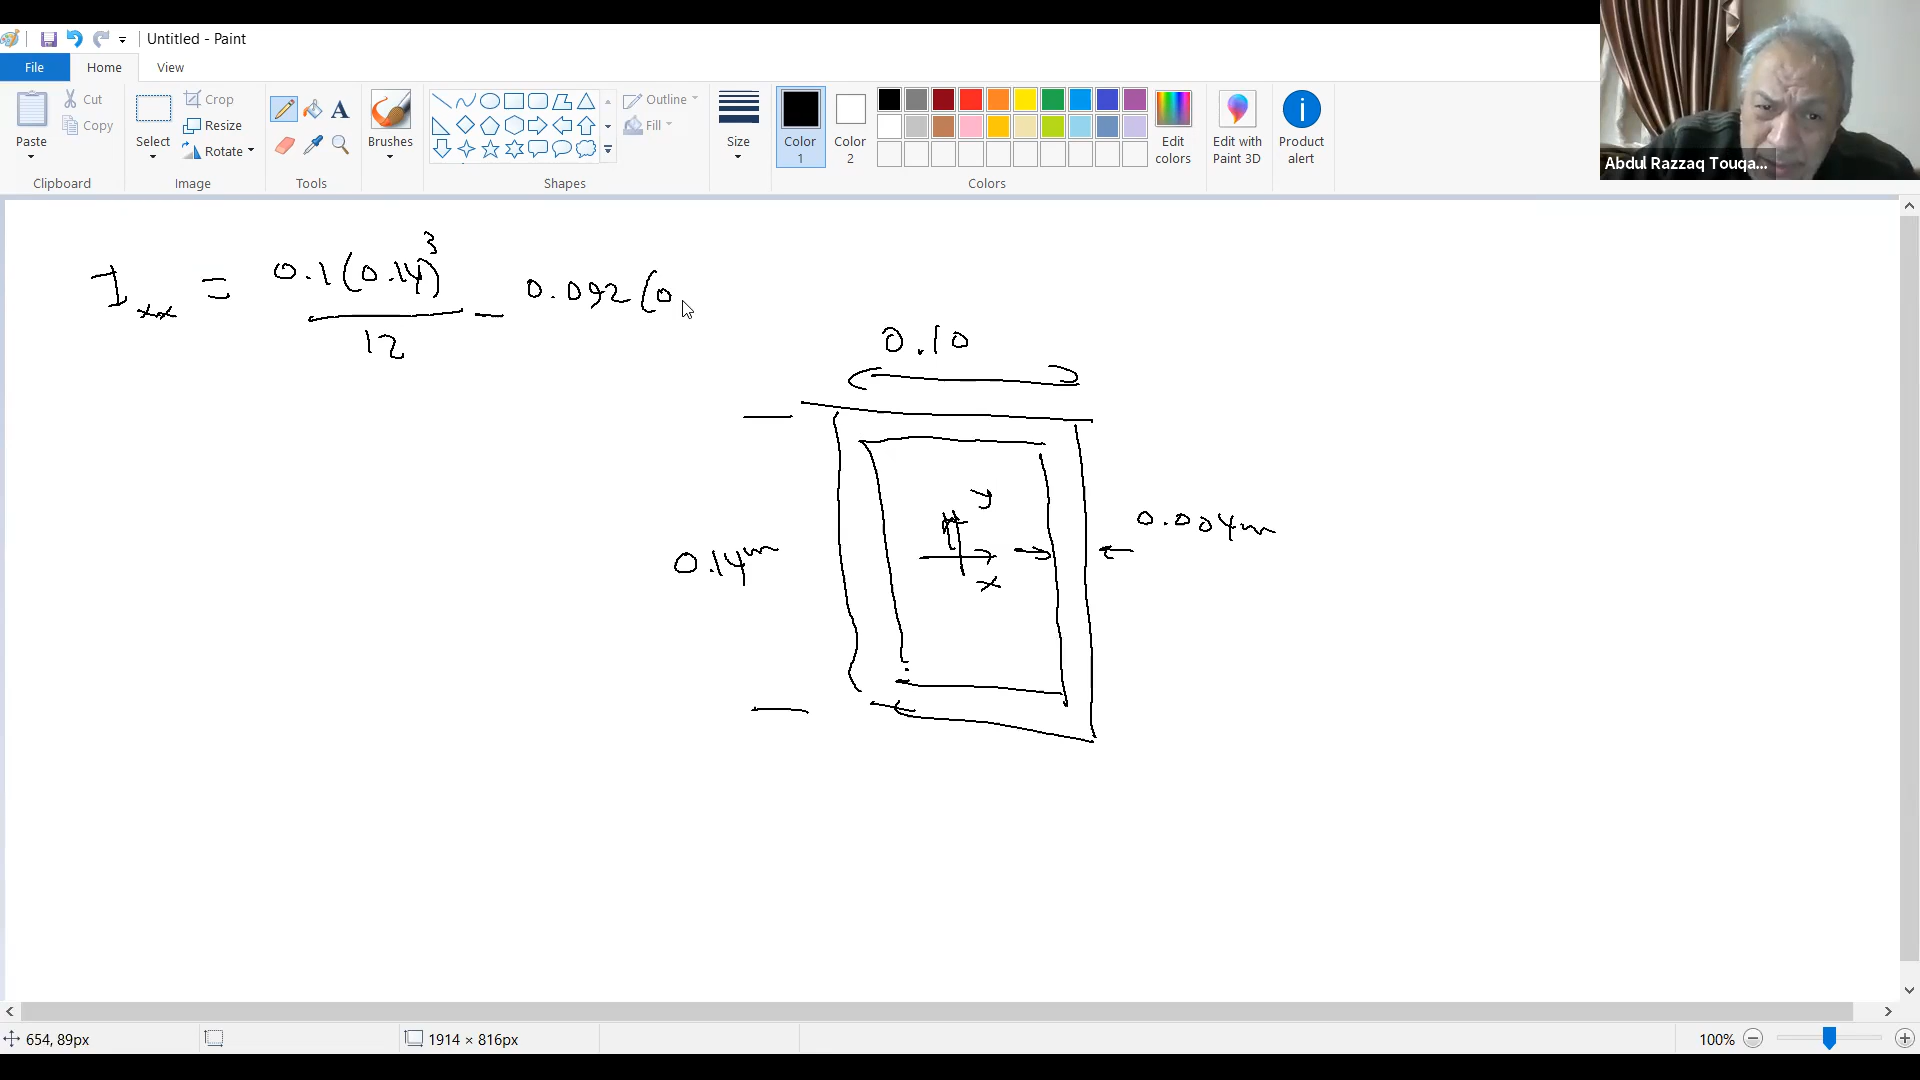 Untitled - Paint
File Home View
Paste
Cut
Copy
Clipboard
Select
Crop
Resize
Rotate
Image
A
Tools
Brushes
Outline
Fill
Shapes
Size
Color 1
Color 2
Edit colors
Colors
Edit with Paint 3D
Product alert
Abdul Razzaq Touqa...
I xx = 0.1(0.14)³ / 12 - 0.092 (0
0.10
y
0.14m
0.004m
x
654, 89px
1914 × 816px
100%